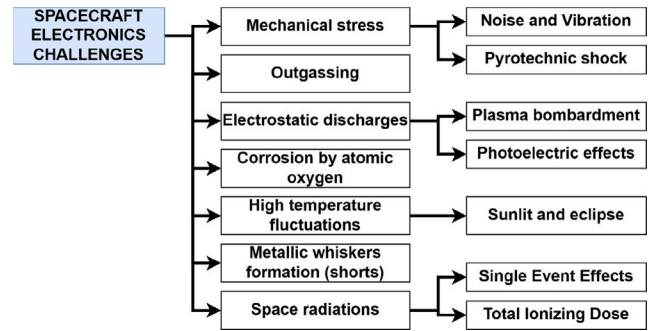 SPACECRAFT
ELECTRONICS
CHALLENGES
Mechanical stress
Noise and Vibration
Pyrotechnic shock
Outgassing
Electrostatic discharges
Plasma bombardment
Photoelectric effects
Corrosion by atomic
oxygen
High temperature
fluctuations
Sunlit and eclipse
Metallic whiskers
formation (shorts)
Space radiations
Single Event Effects
Total Ionizing Dose